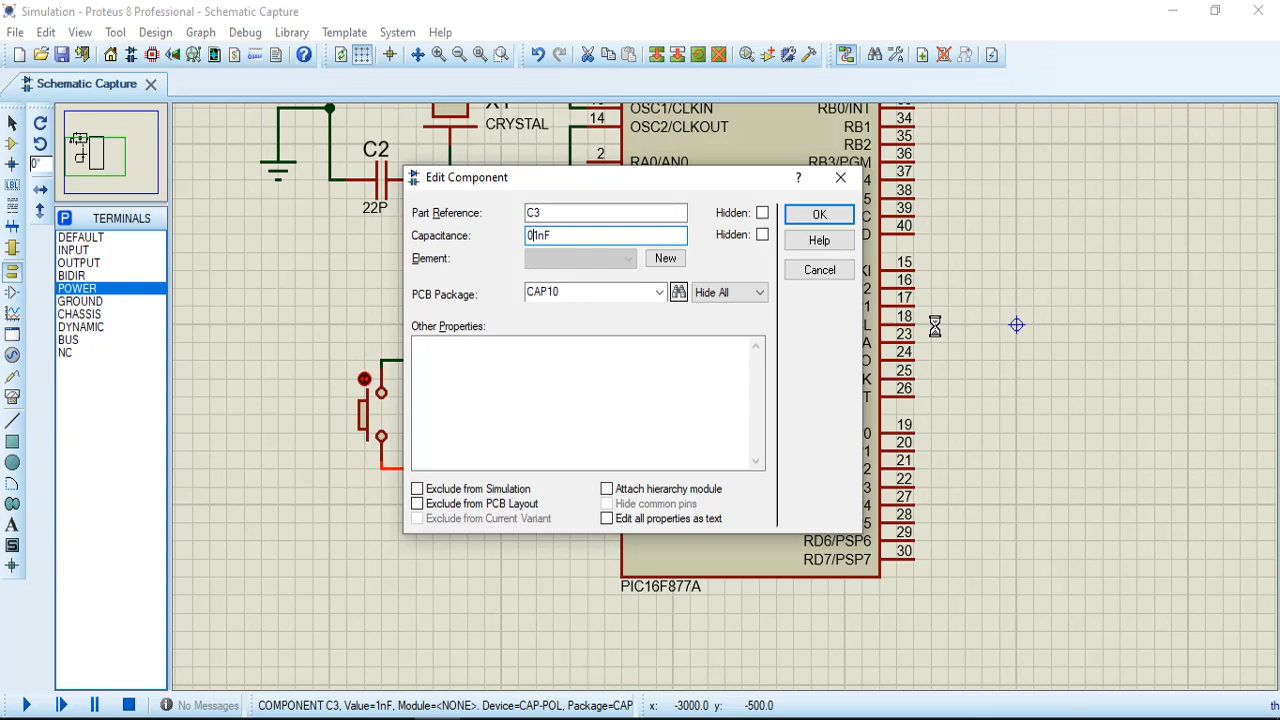 Simulation - Proteus 8 Professional - Schematic Capture
File Edit View Tool Design Graph Debug Library Template System Help
Schematic Capture
0°
LBL
P TERMINALS
DEFAULT
INPUT
OUTPUT
BIDIR
POWER
GROUND
CHASSIS
DYNAMIC
BUS
NC
A
S
CRYSTAL
C2
22P
OSC1/CLKIN
14 OSC2/CLKOUT
2 RA0/AN0
RB0/INT
RB1 34
RB2 35
RB3/PGM 36
37
38
39
40
15
16
17
18
23
24
25
26
19
20
21
22
27
28
29
RD6/PSP7
RD7/PSP7 30
PIC16F877A
Edit Component
?
Part Reference: C3 Hidden: OK
Capacitance: 01nF Hidden: Help
Element: New Cancel
PCB Package: CAP10 Hide All
Other Properties:
Exclude from Simulation Attach hierarchy module
Exclude from PCB Layout Hide common pins
Exclude from Current Variant Edit all properties as text
No Messages COMPONENT C3, Value=1nF, Module=<NONE>. Device=CAP-POL, Package=CAP x: -3000.0 y: -500.0 th